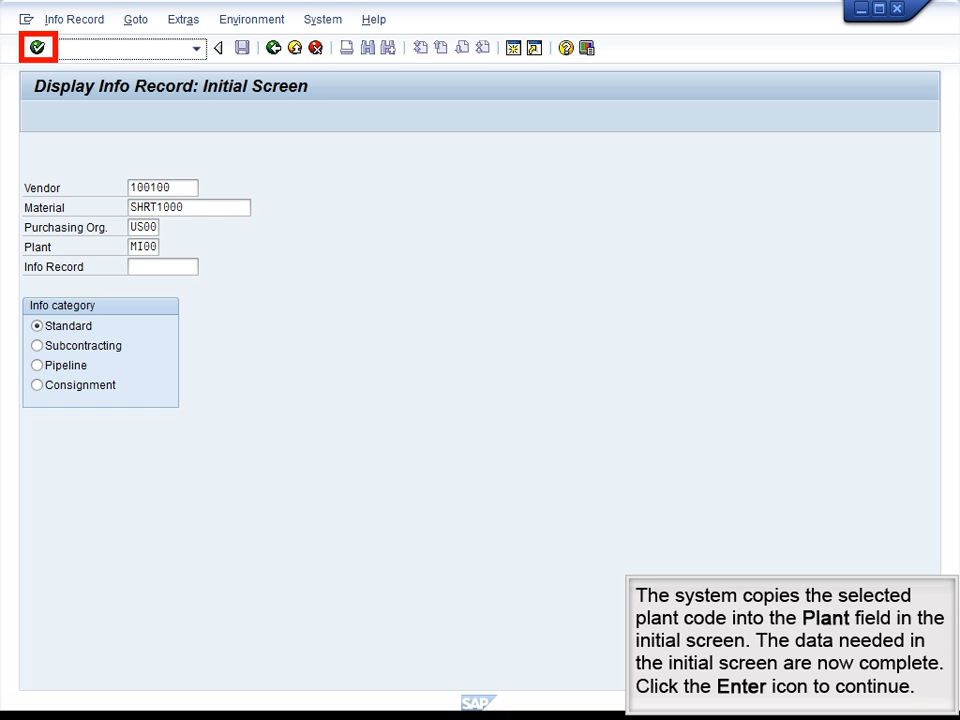 Info Record Goto Extras Environment System Help
Display Info Record: Initial Screen
Vendor 100100
Material SHRT1000
Purchasing Org. US00
Plant MI00
Info Record
Info category
Standard
Subcontracting
Pipeline
Consignment
The system copies the selected
plant code into the Plant field in the
initial screen. The data needed in
the initial screen are now complete.
Click the Enter icon to continue.
SAP